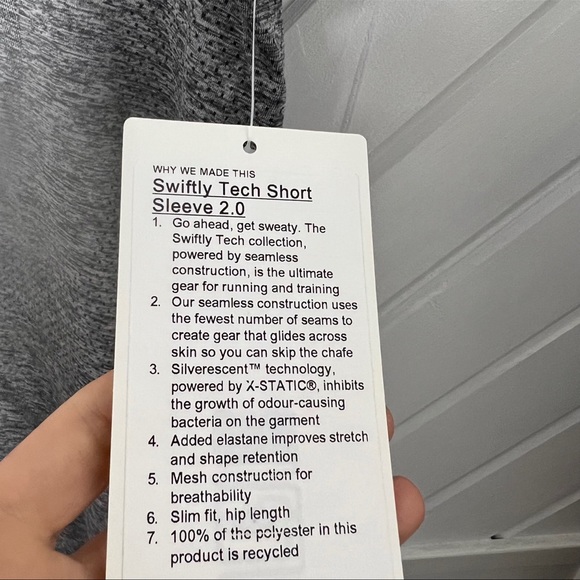 WHY WE MADE THIS
Swiftly Tech Short
Sleeve 2.0
1. Go ahead, get sweaty. The
Swiftly Tech collection,
powered by seamless
construction, is the ultimate
gear for running and training
2. Our seamless construction uses
the fewest number of seams to
create gear that glides across
skin so you can skip the chafe
3. Silverescent™ technology,
powered by X-STATIC®, inhibits
the growth of odour-causing
bacteria on the garment
4. Added elastane improves stretch
and shape retention
5. Mesh construction for
breathability
6. Slim fit, hip length
7. 100% of the polyester in this
product is recycled